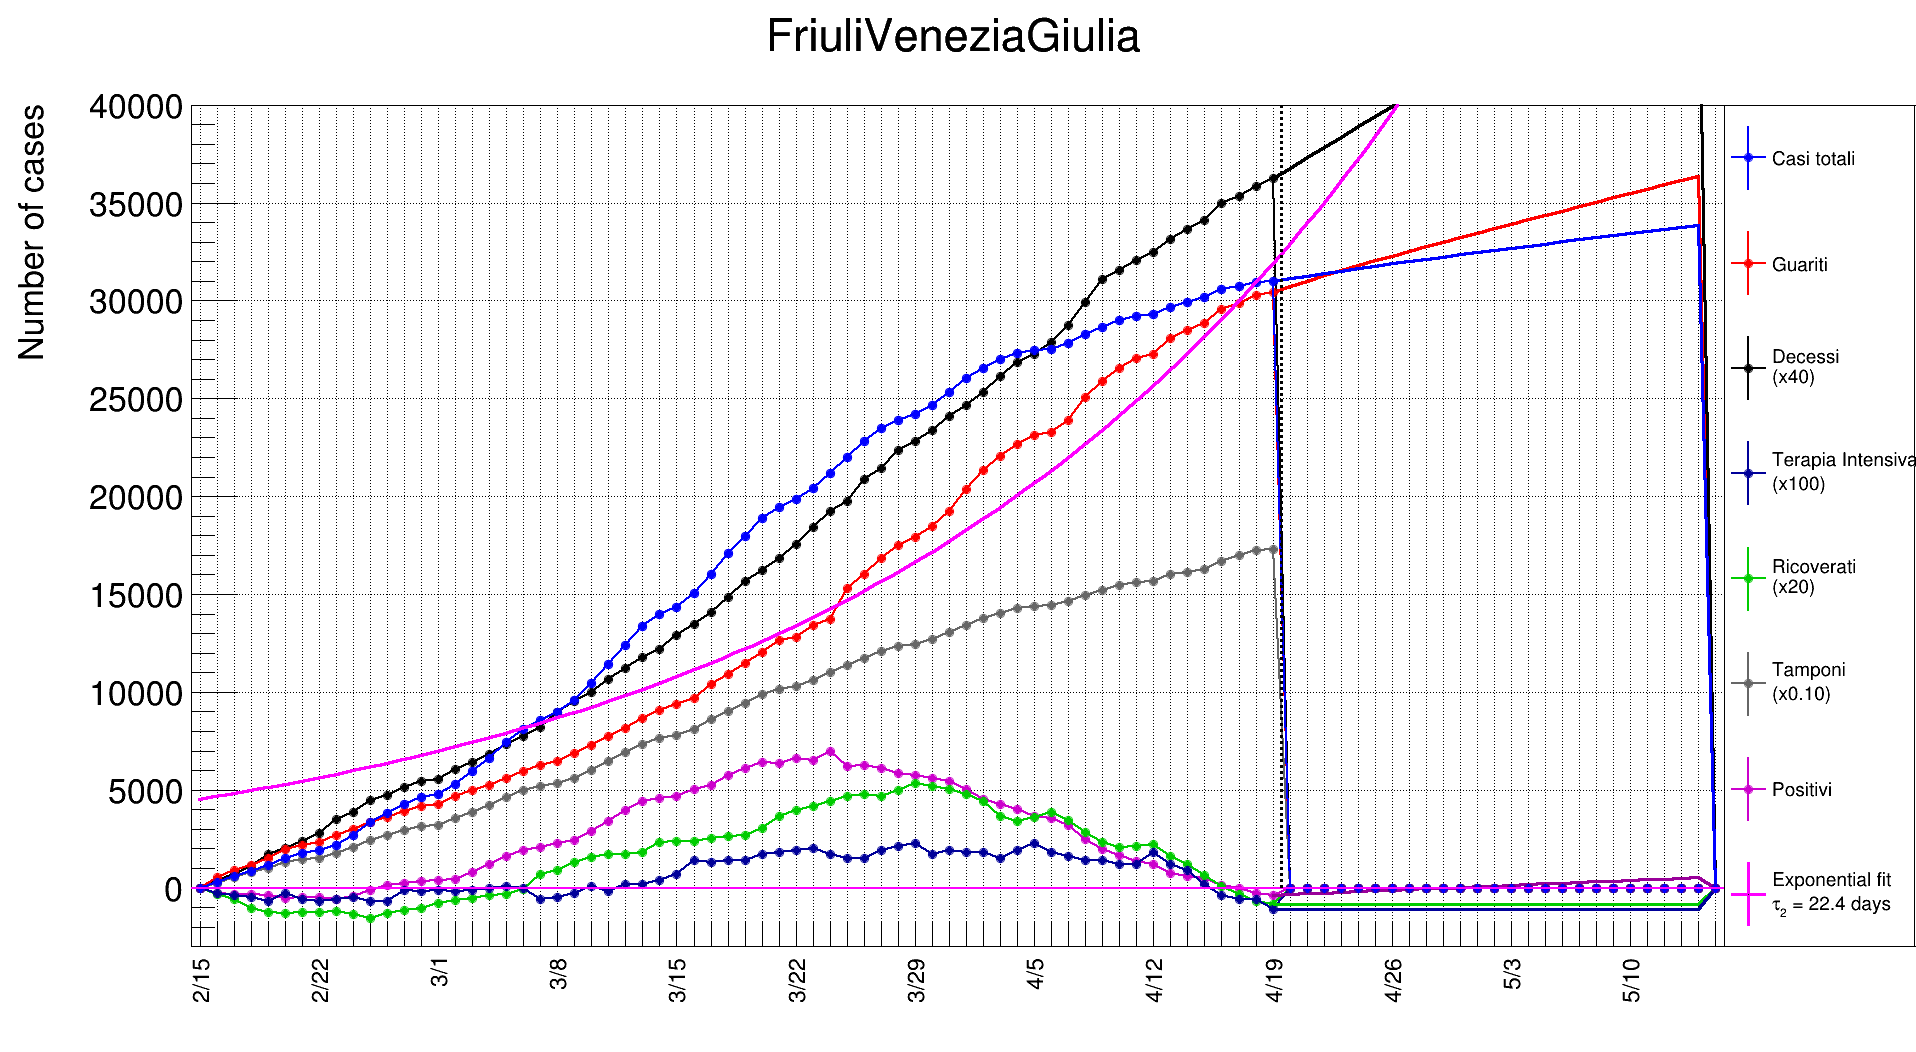 FriuliVeneziaGiulia
Number of cases
40000
35000
30000
25000
20000
15000
10000
5000
0
2/15
2/22
3/1
3/8
3/15
3/22
3/29
4/5
4/12
4/19
4/26
5/3
5/10
Casi totali
Guariti
Decessi
(x40)
Terapia Intensiva
(x100)
Ricoverati
(x20)
Tamponi
(x0.10)
Positivi
Exponential fit
τ2 = 22.4 days